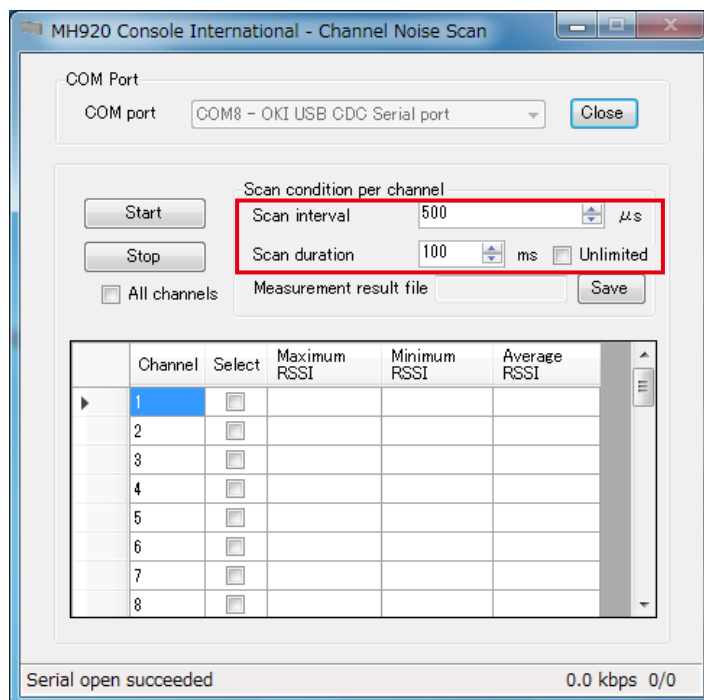 MH920 Console International - Channel Noise Scan
COM Port
COM port COM8 - OKI USB CDC Serial port Close
Scan condition per channel
Start Scan interval 500 μs
Stop Scan duration 100 ms Unlimited
All channels Measurement result file Save
Channel Select Maximum RSSI Minimum RSSI Average RSSI
1
2
3
4
5
6
7
8
Serial open succeeded 0.0 kbps 0/0